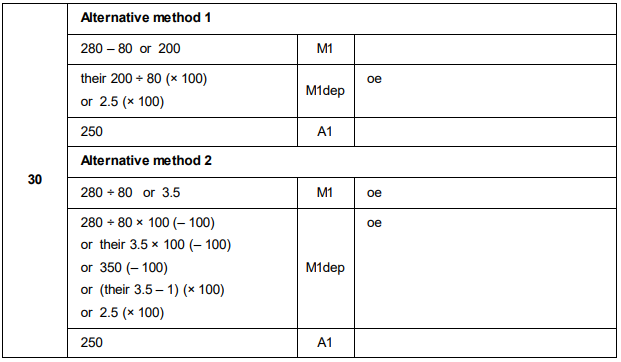 30
Alternative method 1
280 – 80 or 200 M1
their 200 ÷ 80 (× 100)
or 2.5 (× 100)
M1dep
oe
250 A1
Alternative method 2
280 ÷ 80 or 3.5 M1 oe
280 ÷ 80 × 100 (– 100)
or their 3.5 × 100 (– 100)
or 350 (– 100)
or (their 3.5 – 1) (× 100)
or 2.5 (× 100)
M1dep
oe
250 A1